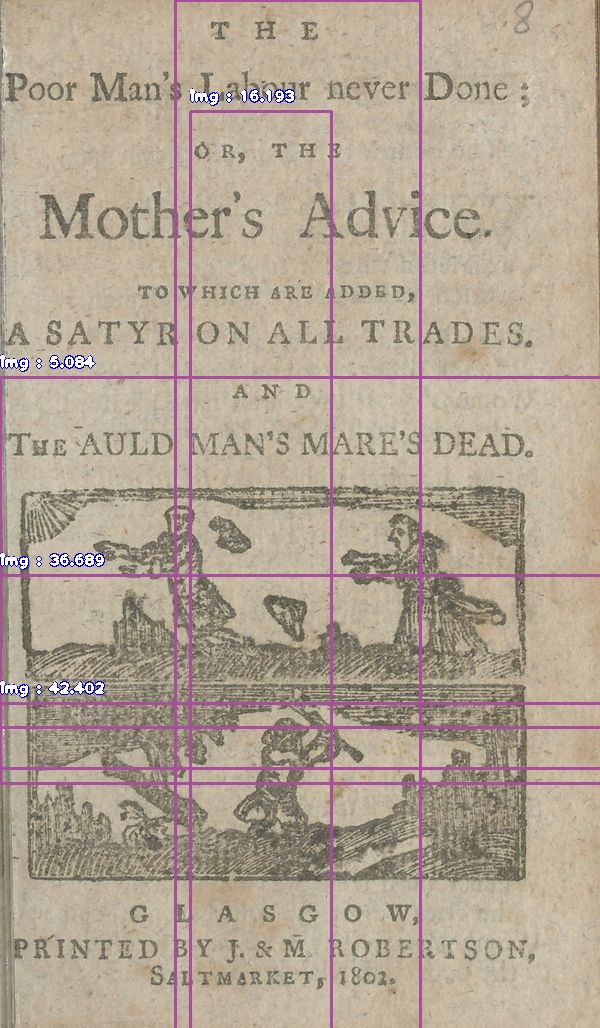 8
THE
Poor Man's Labour never Done;
OR, THE
Mother's Advice.
TO WHICH ARE ADDED,
A SATYR ON ALL TRADES.
AND
THE AULD MAN'S MARE'S DEAD.
GLASGOW,
PRINTED BY J. & M. ROBERTSON,
SALTMARKET, 1802.
Img : 16.193
Img : 5.084
Img : 36.689
Img : 42.402